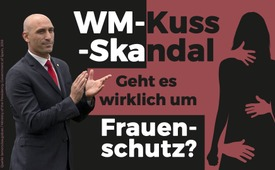 WM-Kuss
-Skandal
Geht es
wirklich um
Frauen-
schutz?